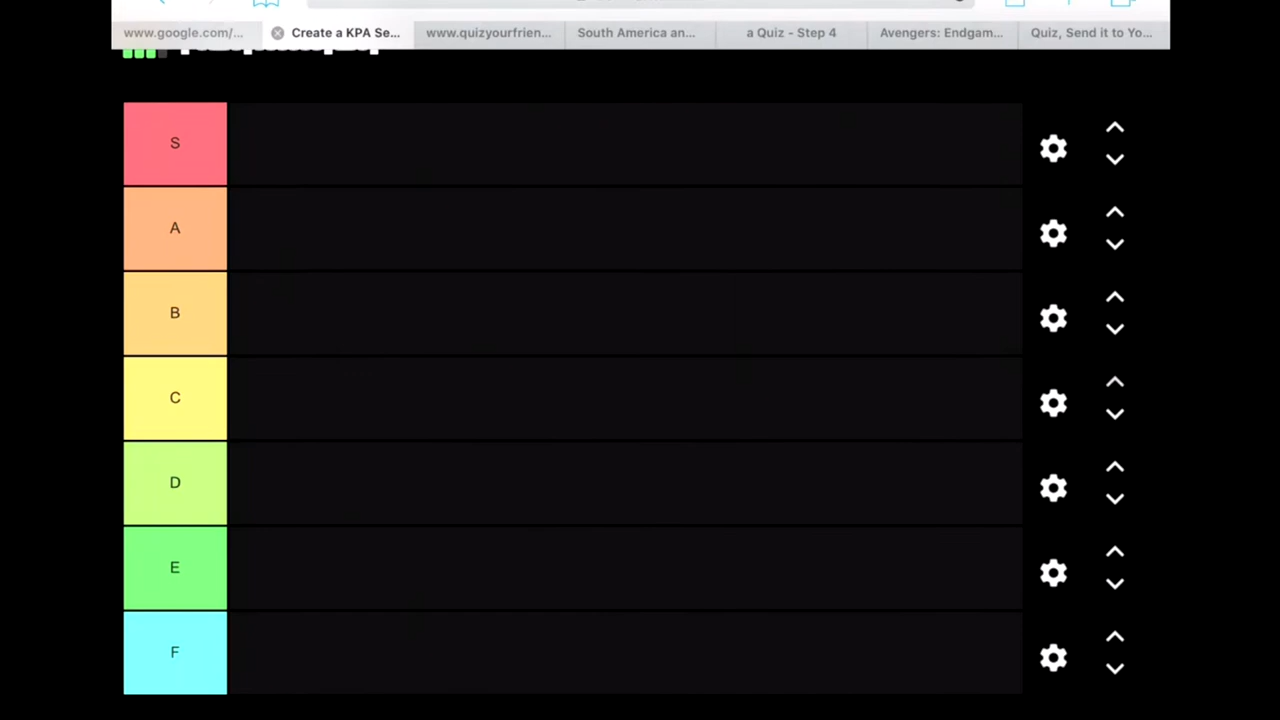 www.google.com/...
Create a KPA Se...
www.quizyourfrien...
South America an...
a Quiz - Step 4
Avengers: Endgam...
Quiz, Send it to Yo...
S
A
B
C
D
E
F